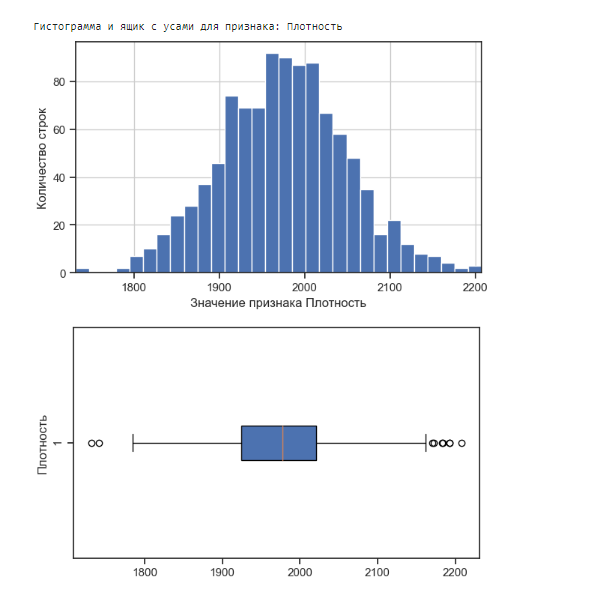 Гистограмма и ящик с усами для признака: Плотность
80
60
40
20
0
Количество строк
1800 1900 2000 2100 2200
Значение признака Плотность
Плотность
1
1800 1900 2000 2100 2200